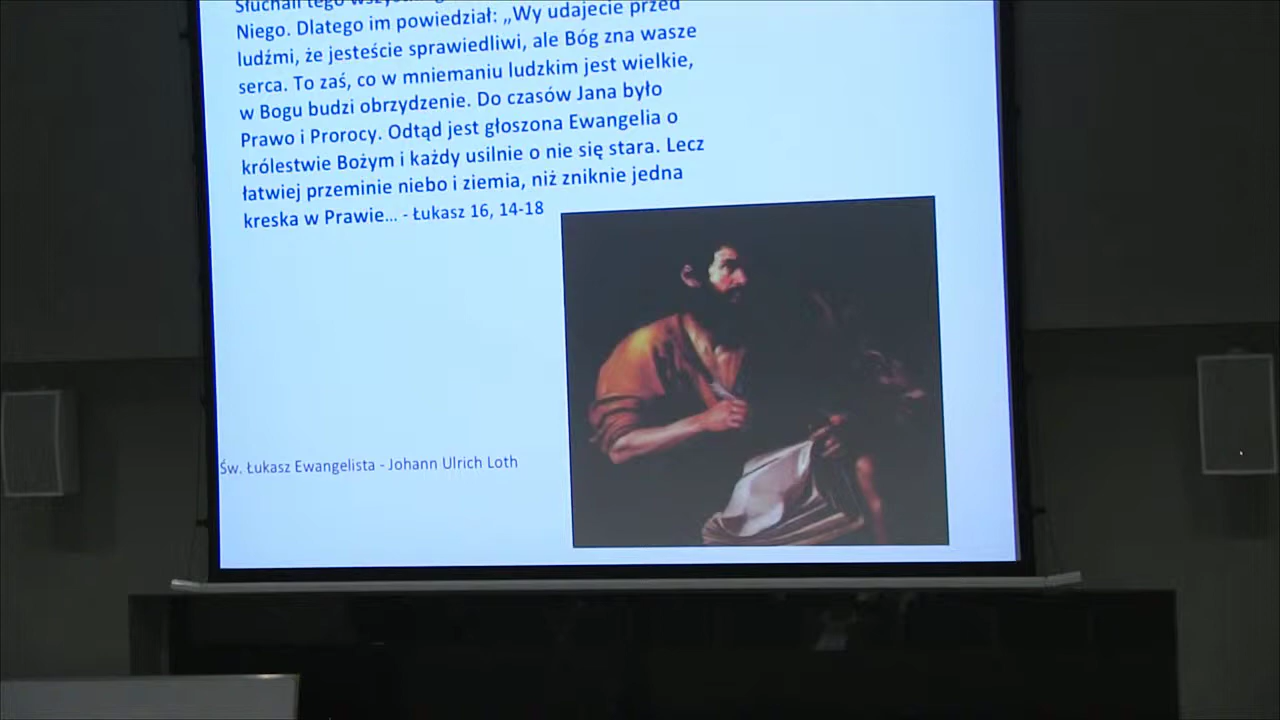 Słuchali tego
Niego. Dlatego im powiedział: „Wy udajecie przed
ludźmi, że jesteście sprawiedliwi, ale Bóg zna wasze
serca. To zaś, co w mniemaniu ludzkim jest wielkie,
w Bogu budzi obrzydzenie. Do czasów Jana było
Prawo i Prorocy. Odtąd jest głoszona Ewangelia o
królestwie Bożym i każdy usilnie o nie się stara. Lecz
łatwiej przeminie niebo i ziemia, niż zniknie jedna
kreska w Prawie... - Łukasz 16, 14-18
Św. Łukasz Ewangelista - Johann Ulrich Loth